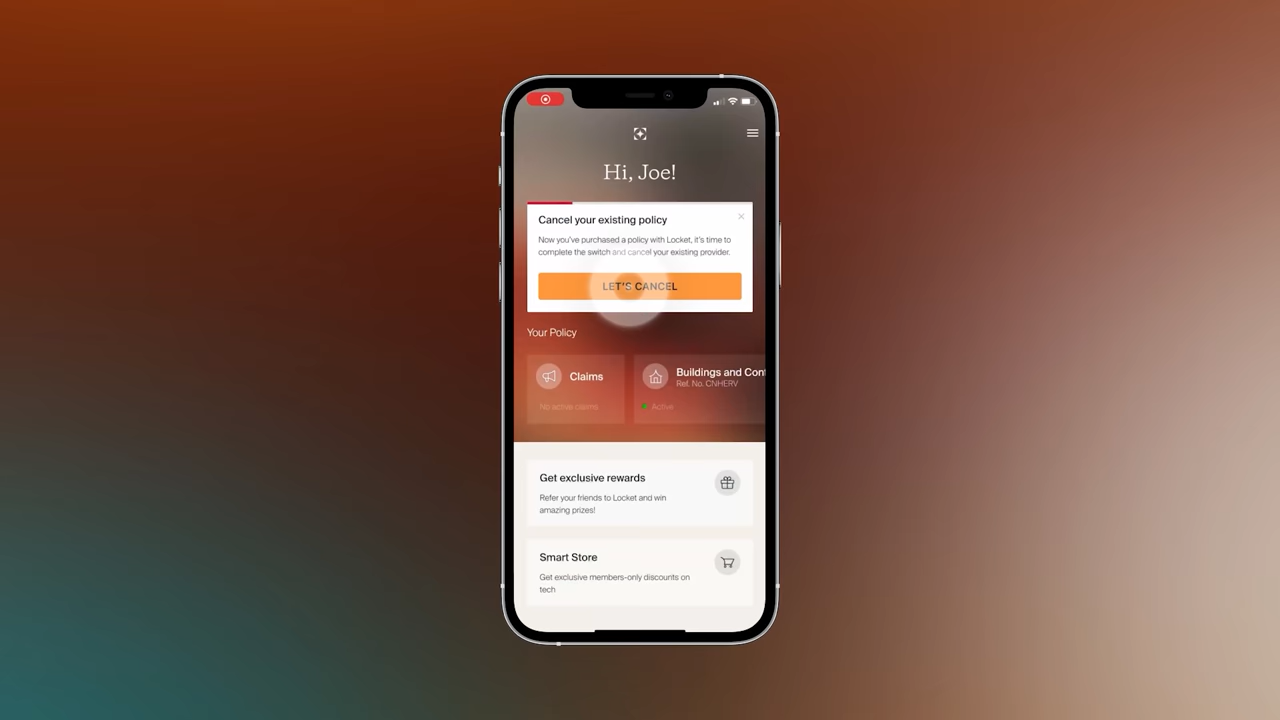 Hi, Joe!
Cancel your existing policy
Now you've purchased a policy with Locket, it's time to
complete the switch and cancel your existing provider.
LET'S CANCEL
Your Policy
Claims
No active claims
Buildings and Cont
Ref. No. CNHERV
Active
Get exclusive rewards
Refer your friends to Locket and win
amazing prizes!
Smart Store
Get exclusive members-only discounts on
tech